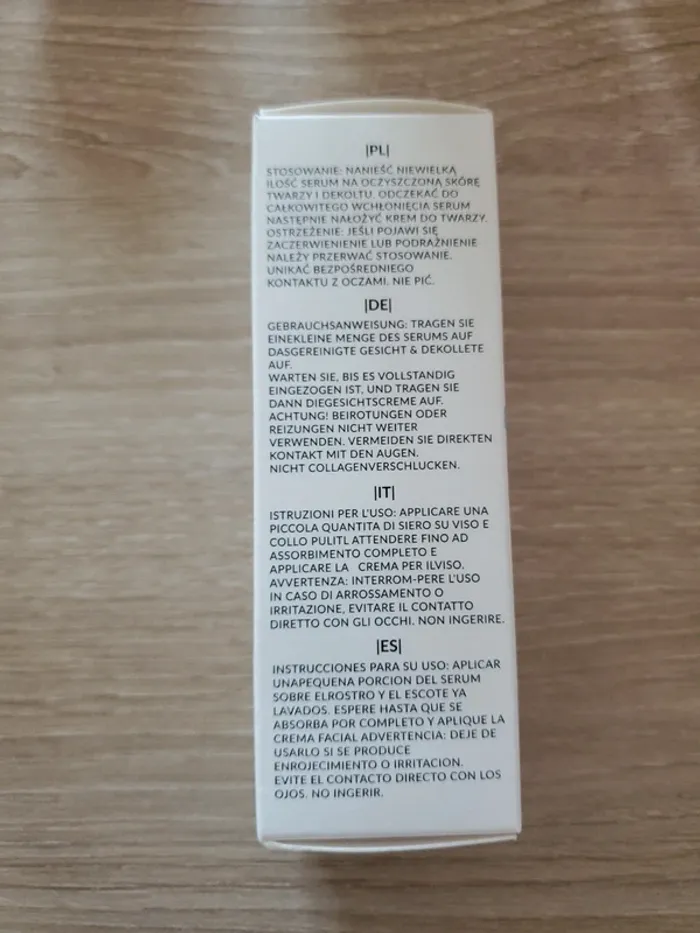 |PL|
STOSOWANIE: NANIEŚĆ NIEWIELKĄ
ILOŚĆ SERUM NA OCZYSZCZONĄ SKÓRĘ
TWARZY I DEKOLTU. ODCZEKAĆ DO
CAŁKOWITEGO WCHŁONIĘCIA SERUM
NASTĘPNIE NAŁOŻYĆ KREM DO TWARZY.
OSTRZEŻENIE: JEŚLI POJAWI SIĘ
ZACZERWIENIENIE LUB PODRAŻNIENIE
NALEŻY PRZERWAĆ STOSOWANIE.
UNIKAĆ BEZPOŚREDNIEGO
KONTAKTU Z OCZAMI. NIE PIĆ.
|DE|
GEBRAUCHSANWEISUNG: TRAGEN SIE
EINEKLEINE MENGE DES SERUMS AUF
DASGEREINIGTE GESICHT & DEKOLLETE
AUF.
WARTEN SIE, BIS ES VOLLSTANDIG
EINGEZOGEN IST, UND TRAGEN SIE
DANN DIEGESICHTSCREME AUF.
ACHTUNG! BEIROTUNGEN ODER
REIZUNGEN NICHT WEITER
VERWENDEN. VERMEIDEN SIE DIREKTEN
KONTAKT MIT DEN AUGEN.
NICHT COLLAGENVERSCHLUCKEN.
|IT|
ISTRUZIONI PER L'USO: APPLICARE UNA
PICCOLA QUANTITA DI SIERO SU VISO E
COLLO PULITL ATTENDERE FINO AD
ASSORBIMENTO COMPLETO E
APPLICARE LA CREMA PER ILVISO.
AVVERTENZA: INTERROM-PERE L'USO
IN CASO DI ARROSSAMENTO O
IRRITAZIONE, EVITARE IL CONTATTO
DIRETTO CON GLI OCCHI. NON INGERIRE.
|ES|
INSTRUCCIONES PARA SU USO: APLICAR
UNAPEQUENA PORCION DEL SERUM
SOBRE ELROSTRO Y EL ESCOTE YA
LAVADOS. ESPERE HASTA QUE SE
ABSORBA POR COMPLETO Y APLIQUE LA
CREMA FACIAL ADVERTENCIA: DEJE DE
USARLO SI SE PRODUCE
ENROJECIMIENTO O IRRITACION.
EVITE EL CONTACTO DIRECTO CON LOS
OJOS. NO INGERIR.